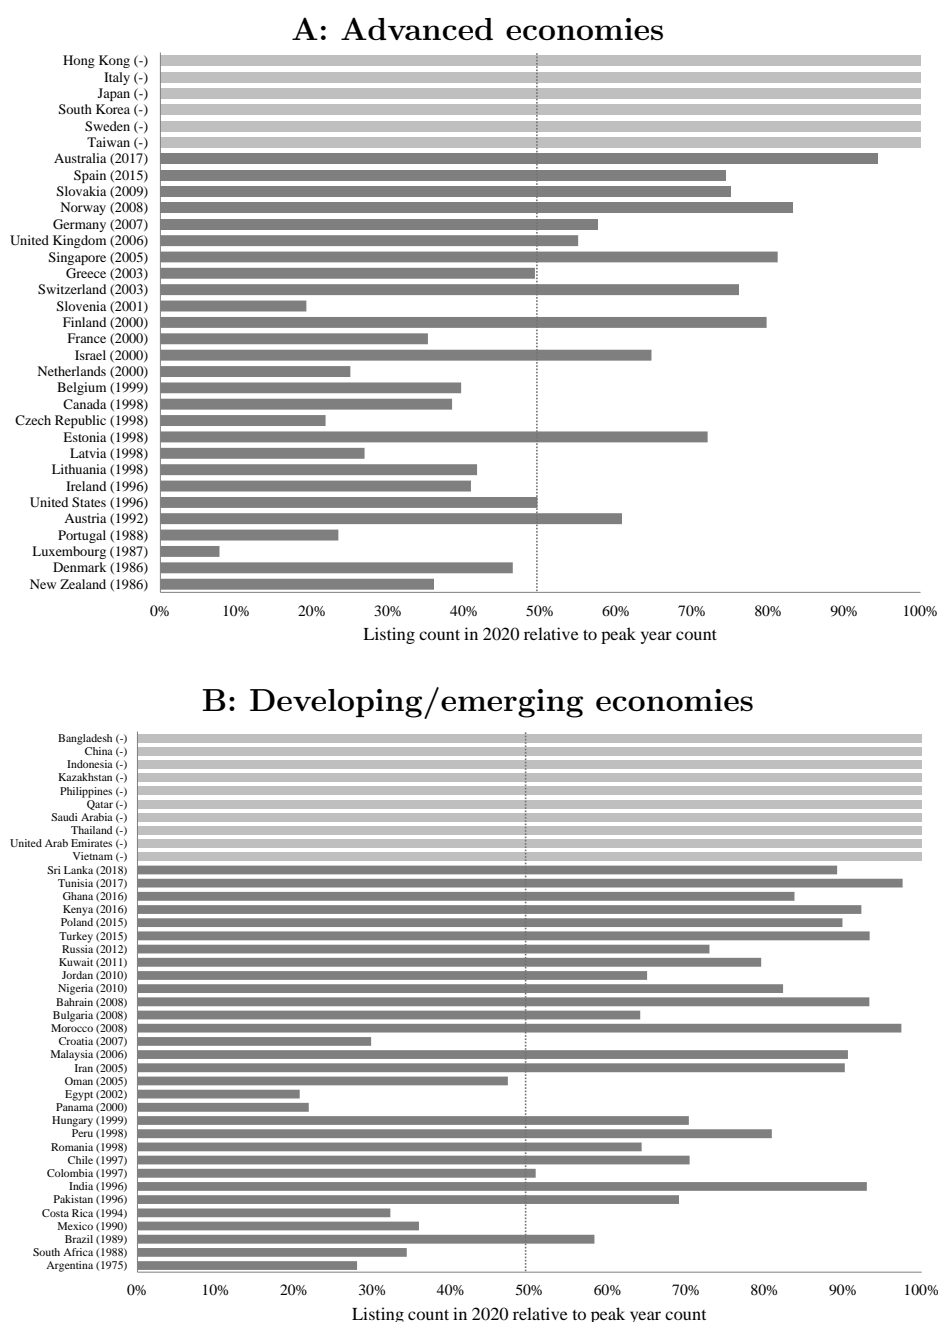 A: Advanced economies
Hong Kong (-)
Italy (-)
Japan (-)
South Korea (-)
Sweden (-)
Taiwan (-)
Australia (2017)
Spain (2015)
Slovakia (2009)
Norway (2008)
Germany (2007)
United Kingdom (2006)
Singapore (2005)
Greece (2003)
Switzerland (2003)
Slovenia (2001)
Finland (2000)
France (2000)
Israel (2000)
Netherlands (2000)
Belgium (1999)
Canada (1998)
Czech Republic (1998)
Estonia (1998)
Latvia (1998)
Lithuania (1998)
Ireland (1996)
United States (1996)
Austria (1992)
Portugal (1988)
Luxembourg (1987)
Denmark (1986)
New Zealand (1986)
0% 10% 20% 30% 40% 50% 60% 70% 80% 90% 100%
Listing count in 2020 relative to peak year count
B: Developing/emerging economies
Bangladesh (-)
China (-)
Indonesia (-)
Kazakhstan (-)
Philippines (-)
Qatar (-)
Saudi Arabia (-)
Thailand (-)
United Arab Emirates (-)
Vietnam (-)
Sri Lanka (2018)
Tunisia (2017)
Ghana (2016)
Kenya (2016)
Poland (2015)
Turkey (2015)
Russia (2012)
Kuwait (2011)
Jordan (2010)
Nigeria (2010)
Bahrain (2008)
Bulgaria (2008)
Morocco (2008)
Croatia (2007)
Malaysia (2006)
Iran (2005)
Oman (2005)
Egypt (2002)
Panama (2000)
Hungary (1999)
Peru (1998)
Romania (1998)
Chile (1997)
Colombia (1997)
India (1996)
Pakistan (1996)
Costa Rica (1994)
Mexico (1990)
Brazil (1989)
South Africa (1988)
Argentina (1975)
0% 10% 20% 30% 40% 50% 60% 70% 80% 90% 100%
Listing count in 2020 relative to peak year count